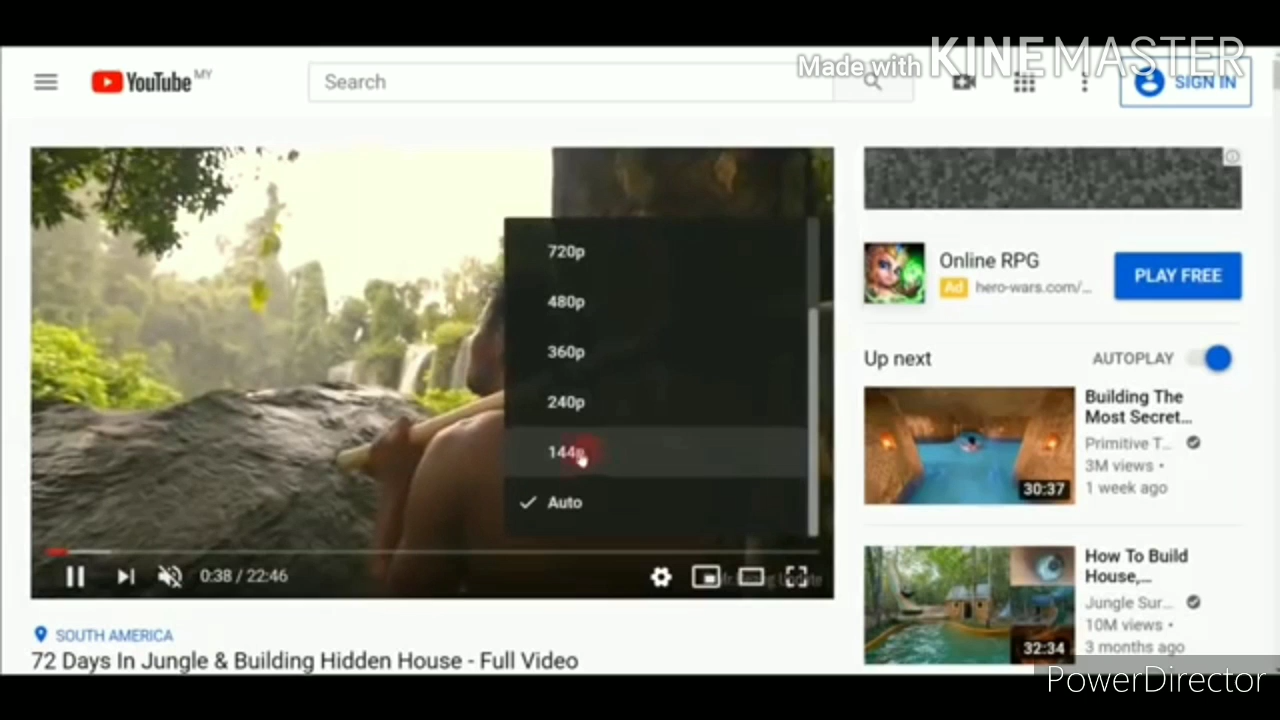 Made with KINEMASTER
YouTube MY
Search
SIGN IN
720p
480p
360p
240p
144p
Auto
0:38 / 22:46
SOUTH AMERICA
72 Days In Jungle & Building Hidden House - Full Video
Online RPG
Ad hero-wars.com/...
PLAY FREE
Up next
AUTOPLAY
Building The
Most Secret...
Primitive T...
3M views •
1 week ago
30:37
How To Build
House,...
Jungle Sur...
10M views •
3 months ago
32:34
PowerDirector